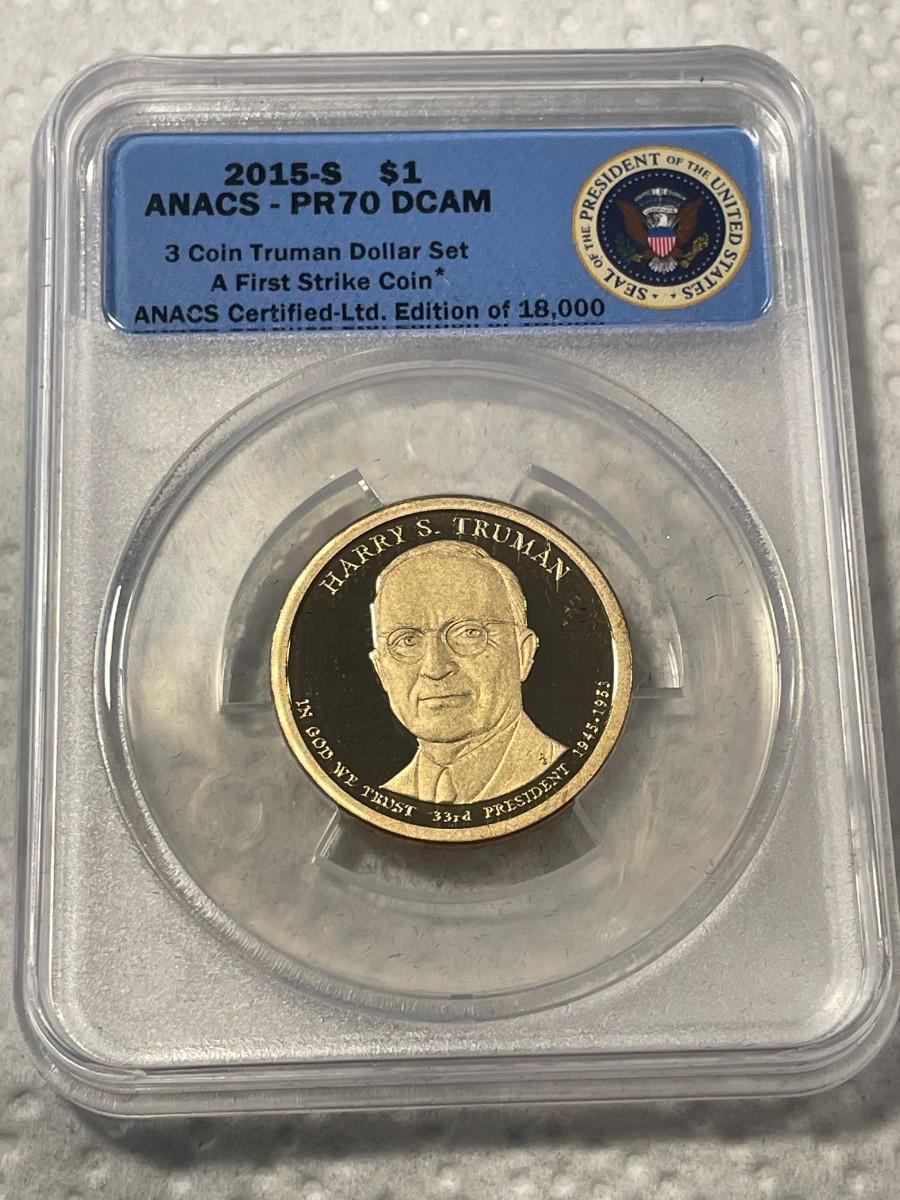 2015-S $1
ANACS - PR70 DCAM
3 Coin Truman Dollar Set
A First Strike Coin*
ANACS Certified-Ltd. Edition of 18,000
SEAL OF THE PRESIDENT OF THE UNITED STATES
HARRY S. TRUMAN
IN GOD WE TRUST 33rd PRESIDENT 1945-1953